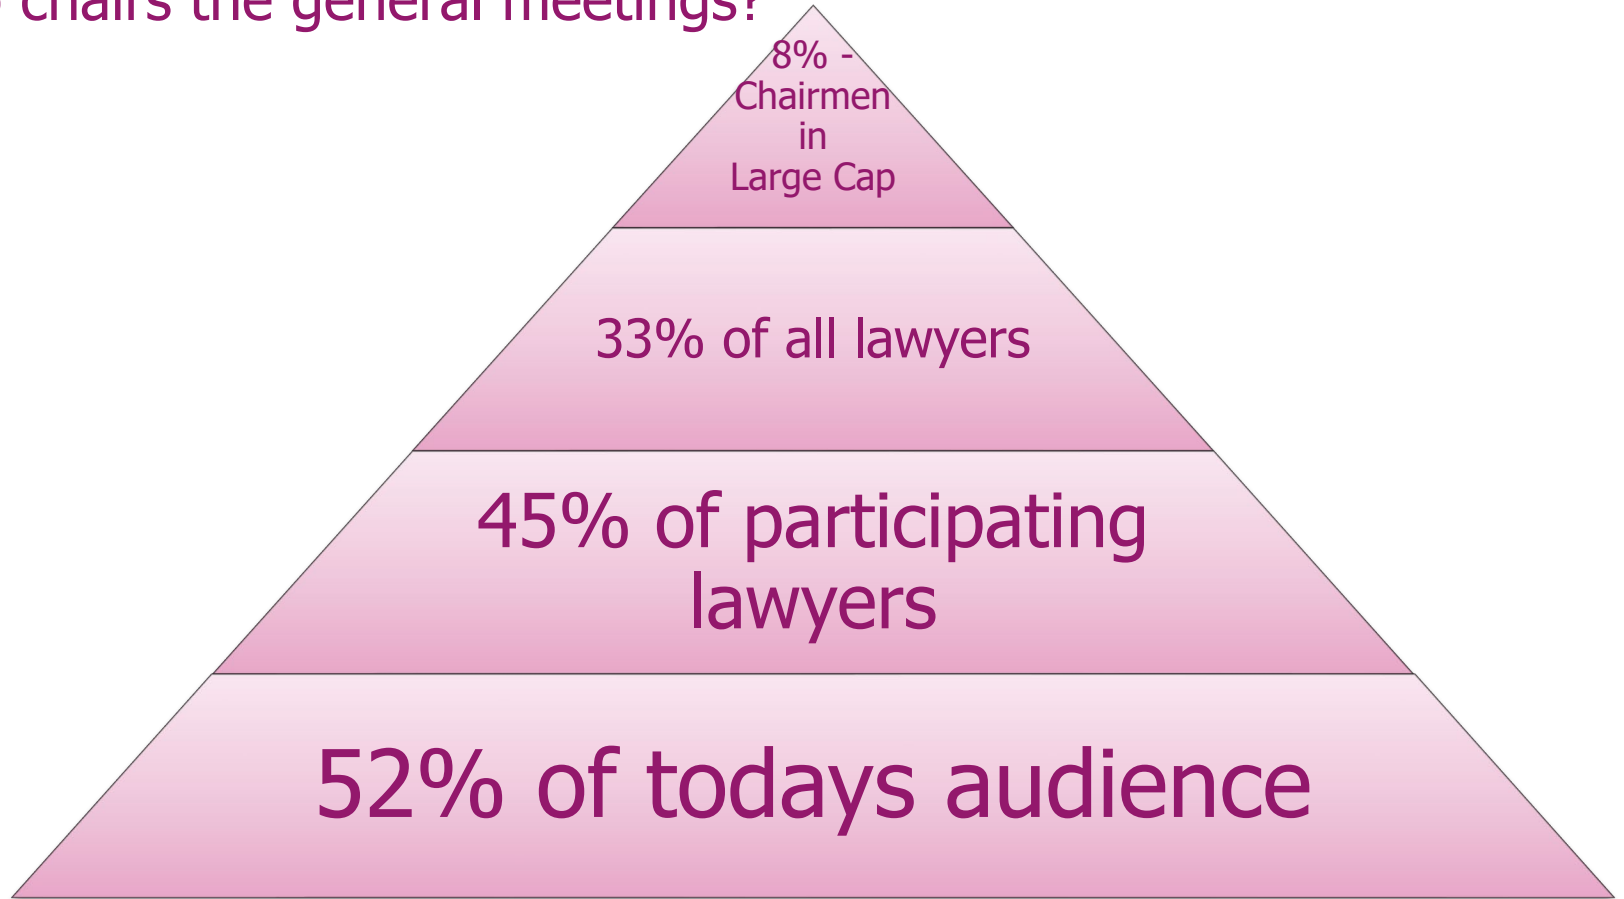 chairs the general meetings?
8% -
Chairmen
in
Large Cap
33% of all lawyers
45% of participating
lawyers
52% of todays audience